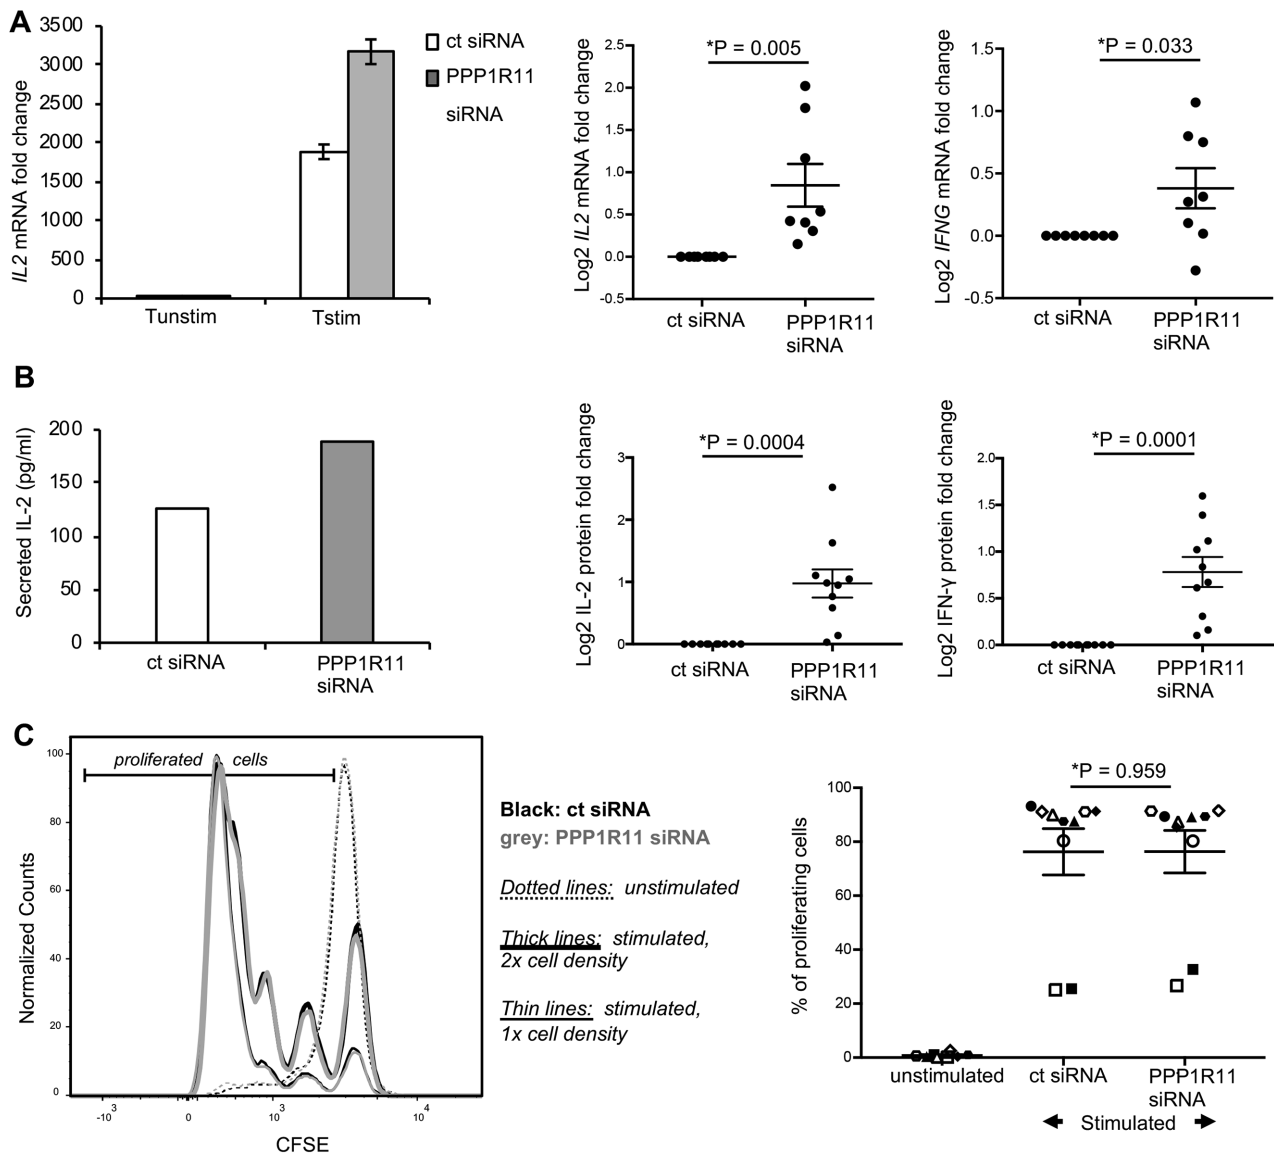 A
IL2 mRNA fold change
3500
3000
2500
2000
1500
1000
500
0
Tunstim
Tstim
ct siRNA
PPP1R11
siRNA
Log2 IL2 mRNA fold change
2.5
2.0
1.5
1.0
0.5
0.0
-0.5
*P = 0.005
ct siRNA
PPP1R11
siRNA
Log2 IFNG mRNA fold change
1.5
1.0
0.5
0.0
-0.5
*P = 0.033
ct siRNA
PPP1R11
siRNA
B
Secreted IL-2 (pg/ml)
200
150
100
50
0
ct siRNA
PPP1R11
siRNA
Log2 IL-2 protein fold change
3
2
1
0
*P = 0.0004
ct siRNA
PPP1R11
siRNA
Log2 IFN-γ protein fold change
2.0
1.5
1.0
0.5
0.0
*P = 0.0001
ct siRNA
PPP1R11
siRNA
C
Normalized Counts
100
80
60
40
20
0
proliferated cells
-10³
0
10³
10⁴
CFSE
Black: ct siRNA
grey: PPP1R11 siRNA
Dotted lines: unstimulated
Thick lines: stimulated,
2x cell density
Thin lines: stimulated,
1x cell density
% of proliferating cells
100
80
60
40
20
0
*P = 0.959
unstimulated
ct siRNA
PPP1R11
siRNA
Stimulated